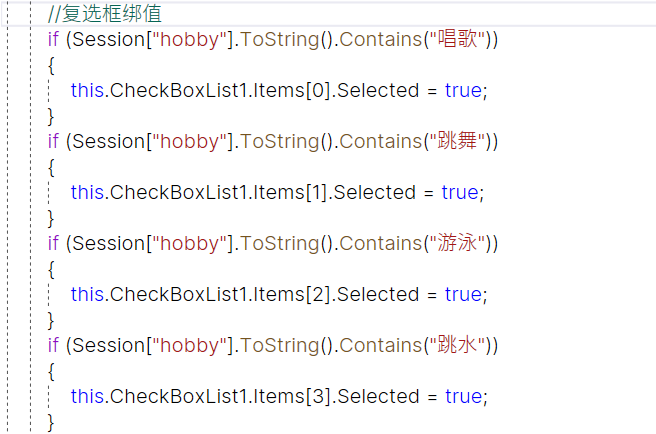 //复选框绑值
if (Session["hobby"].ToString().Contains("唱歌"))
{
this.CheckBoxList1.Items[0].Selected = true;
}
if (Session["hobby"].ToString().Contains("跳舞"))
{
this.CheckBoxList1.Items[1].Selected = true;
}
if (Session["hobby"].ToString().Contains("游泳"))
{
this.CheckBoxList1.Items[2].Selected = true;
}
if (Session["hobby"].ToString().Contains("跳水"))
{
this.CheckBoxList1.Items[3].Selected = true;
}